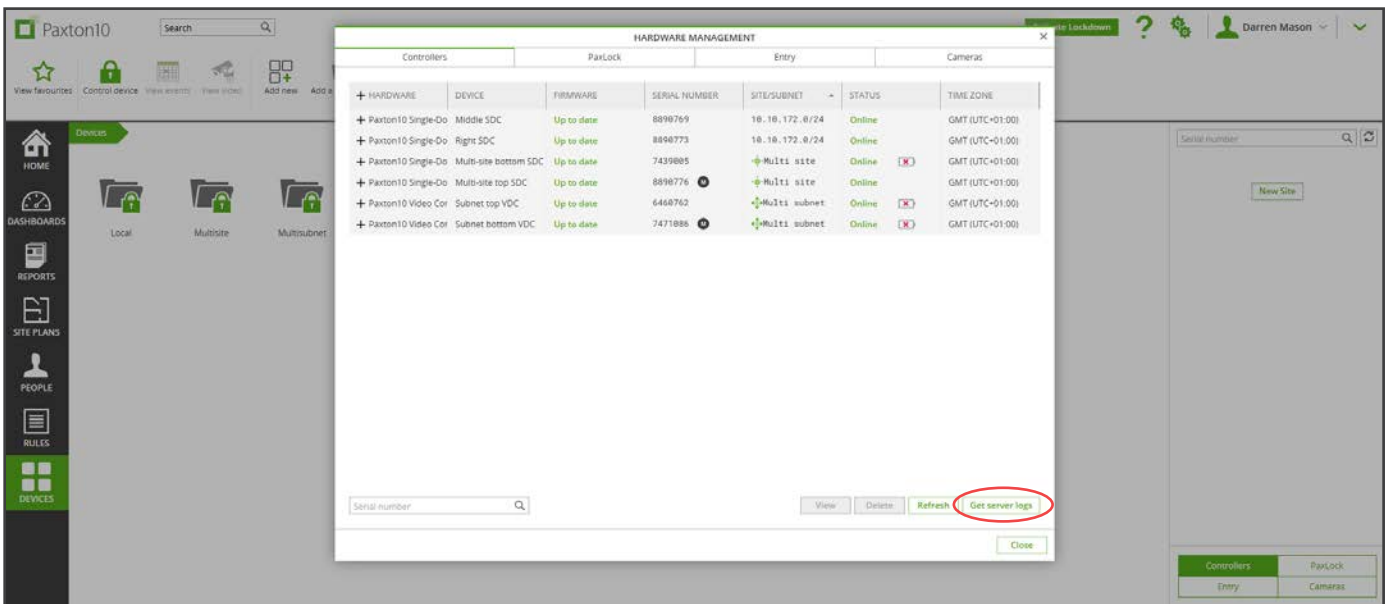 Paxton10
Search
Lockdown
?
Darren Mason
View favourites
Control device
View events
View video
Add new
HOME
DASHBOARDS
REPORTS
SITE PLANS
PEOPLE
RULES
DEVICES
Devices
Local
Multisite
Multisubnet
HARDWARE MANAGEMENT
Controllers PaxLock Entry Cameras
HARDWARE DEVICE FIRMWARE SERIAL NUMBER SITE/SUBNET STATUS TIME ZONE
Paxton10 Single-Do Middle SDC Up to date 8890769 10.10.172.0/24 Online GMT (UTC+01:00)
Paxton10 Single-Do Right SDC Up to date 8890773 10.10.172.0/24 Online GMT (UTC+01:00)
Paxton10 Single-Do Multi-site bottom SDC Up to date 7439005 Multi site Online GMT (UTC+01:00)
Paxton10 Single-Do Multi-site top SDC Up to date 8890776 M Multi site Online GMT (UTC+01:00)
Paxton10 Video Cor Subnet top VDC Up to date 6460762 Multi subnet Online GMT (UTC+01:00)
Paxton10 Video Cor Subnet bottom VDC Up to date 7471086 M Multi subnet Online GMT (UTC+01:00)
Serial number
View Delete Refresh Get server logs
Close
Serial number
New Site
Controllers PaxLock
Entry Cameras